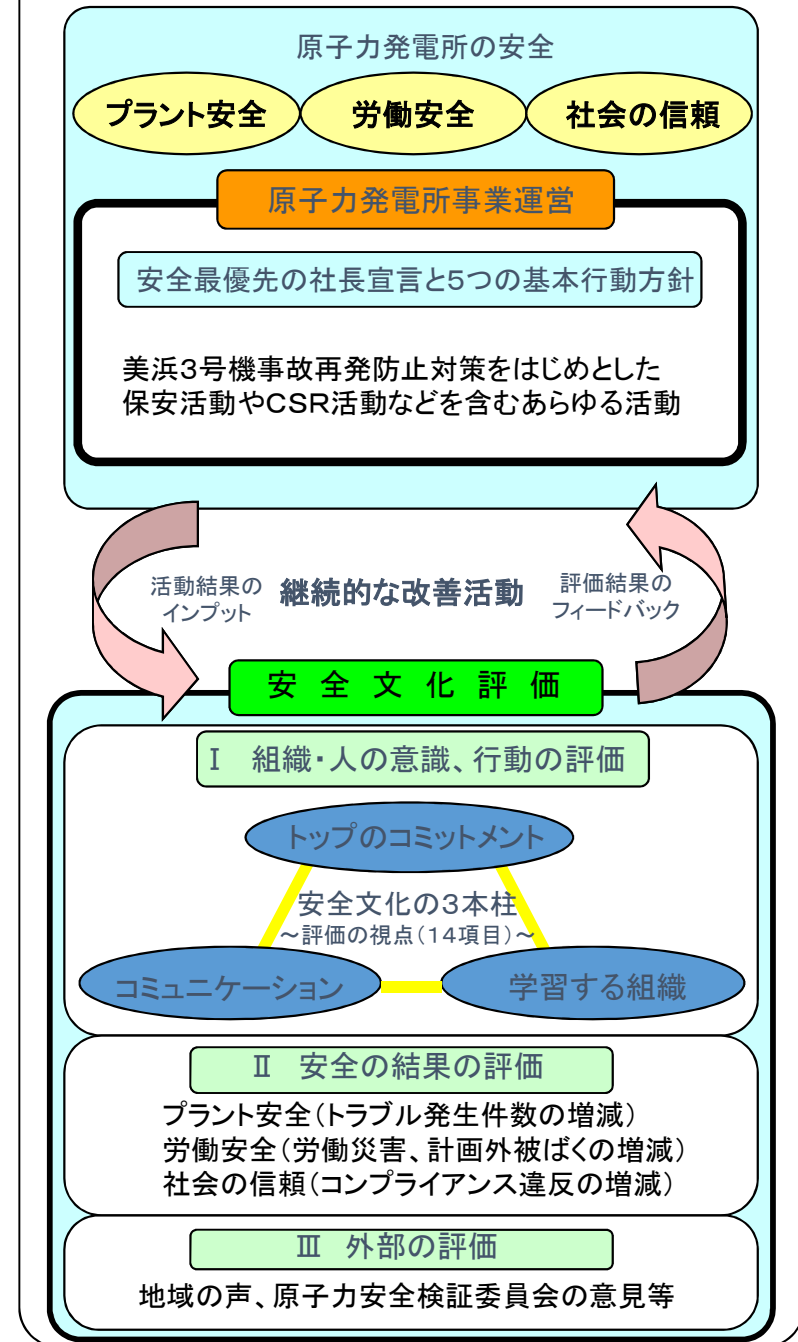 原子力発電所の安全
プラント安全 労働安全 社会の信頼
原子力発電所事業運営
安全最優先の社長宣言と5つの基本行動方針
美浜3号機事故再発防止対策をはじめとした
保安活動やCSR活動などを含むあらゆる活動
活動結果の
インプット
継続的な改善活動
評価結果の
フィードバック
安全文化評価
Ⅰ 組織・人の意識、行動の評価
トップのコミットメント
安全文化の3本柱
～評価の視点(14項目)～
コミュニケーション 学習する組織
Ⅱ 安全の結果の評価
プラント安全(トラブル発生件数の増減)
労働安全(労働災害、計画外被ばくの増減)
社会の信頼(コンプライアンス違反の増減)
Ⅲ 外部の評価
地域の声、原子力安全検証委員会の意見等